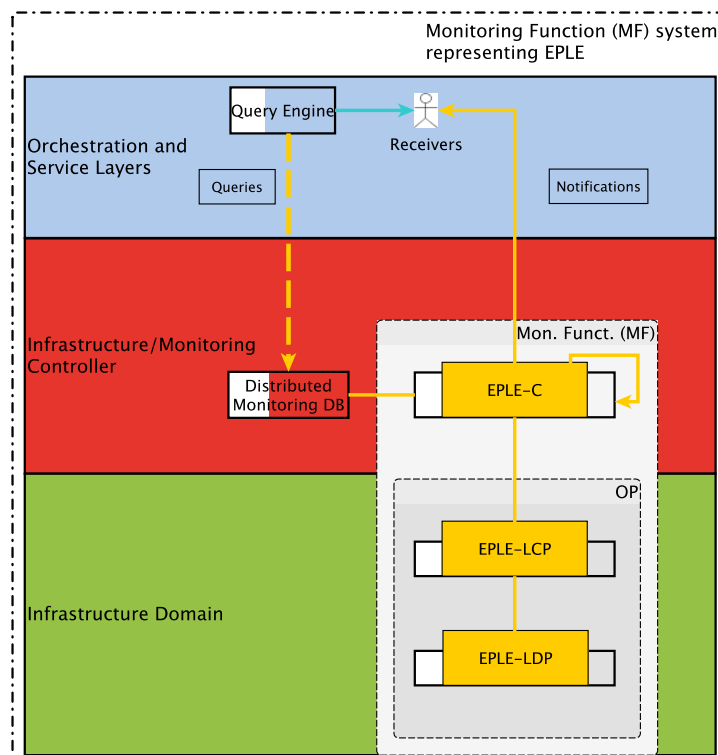 Monitoring Function (MF) system
representing EPLE
Query Engine
Receivers
Orchestration and
Service Layers
Queries
Notifications
Mon. Funct. (MF)
Infrastructure/Monitoring
Controller
Distributed
Monitoring DB
EPLE-C
OP
EPLE-LCP
Infrastructure Domain
EPLE-LDP